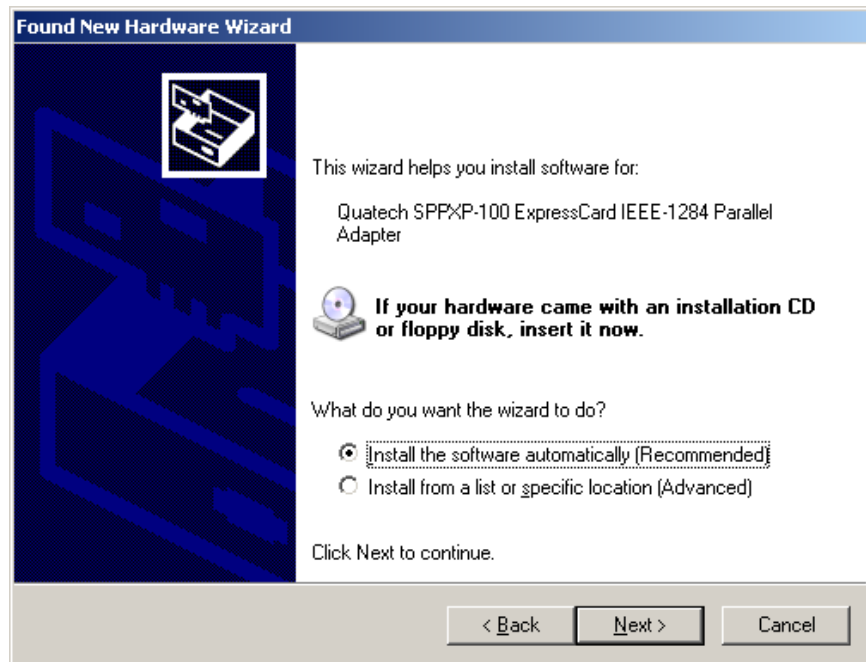 Found New Hardware Wizard
This wizard helps you install software for:
Quatech SPPXP-100 ExpressCard IEEE-1284 Parallel
Adapter
If your hardware came with an installation CD
or floppy disk, insert it now.
What do you want the wizard to do?
Install the software automatically (Recommended)
Install from a list or specific location (Advanced)
Click Next to continue.
< Back
Next >
Cancel